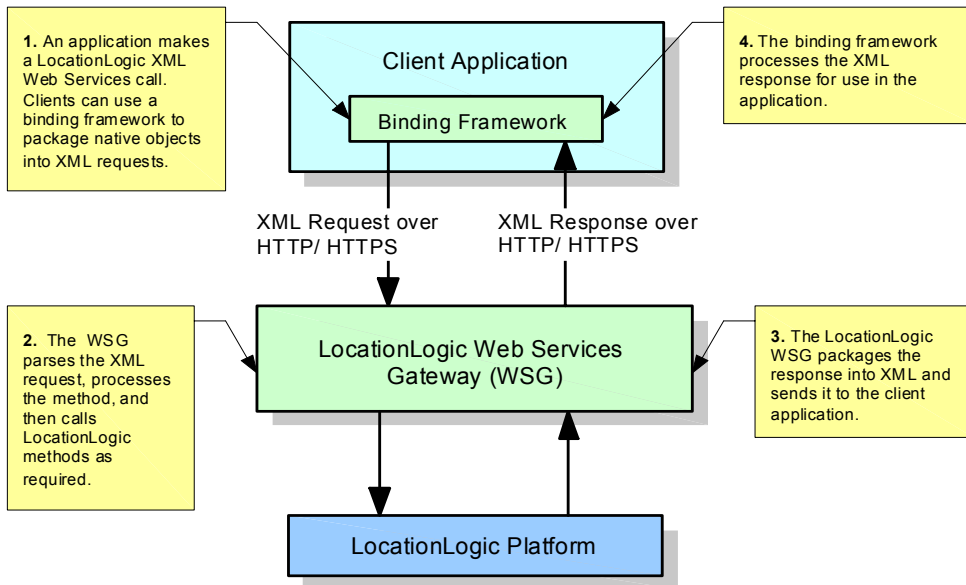 1. An application makes
a LocationLogic XML
Web Services call.
Clients can use a
binding framework to
package native objects
into XML requests.
Client Application
Binding Framework
4. The binding framework
processes the XML
response for use in the
application.
XML Request over
HTTP/ HTTPS
XML Response over
HTTP/ HTTPS
2. The WSG
parses the XML
request, processes
the method, and
then calls
LocationLogic
methods as
required.
LocationLogic Web Services
Gateway (WSG)
3. The LocationLogic
WSG packages the
response into XML and
sends it to the client
application.
LocationLogic Platform